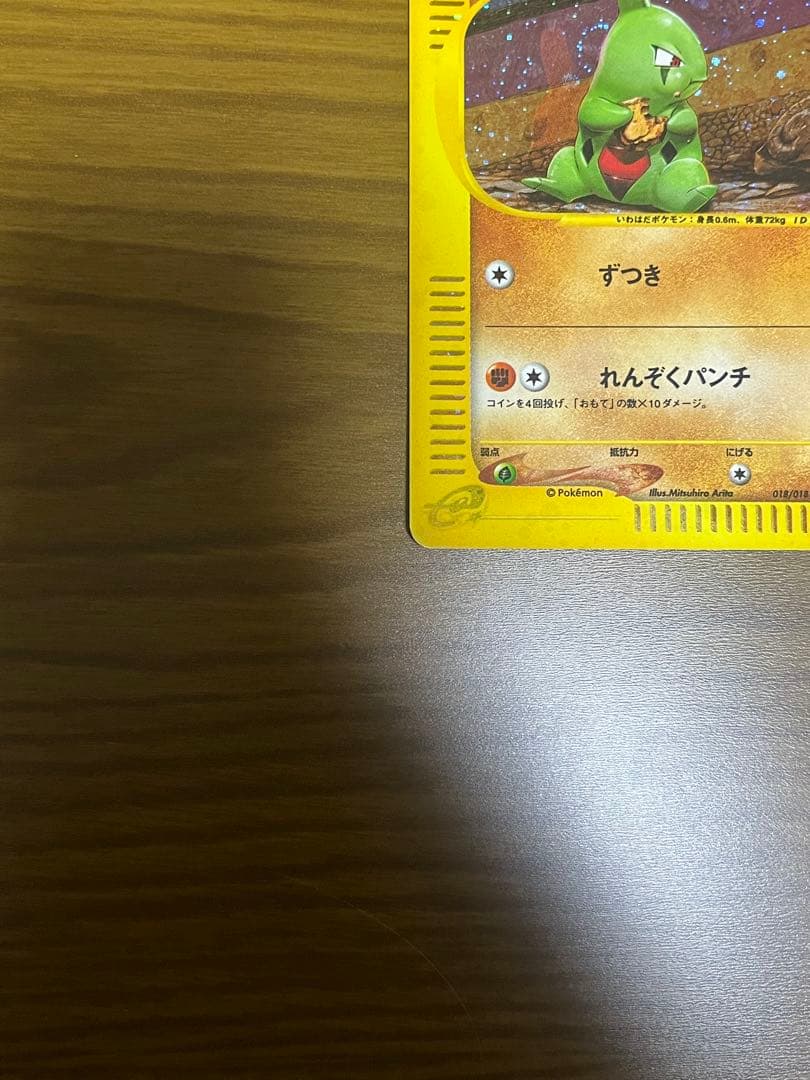 いわはだポケモン：身長0.6m、体重72kg ID
ずつき
れんぞくパンチ
コインを4回投げ、「おもて」の数×10ダメージ。
弱点 抵抗力 にげる
© Pokémon Illus.Mitsuhiro Arita 018/018